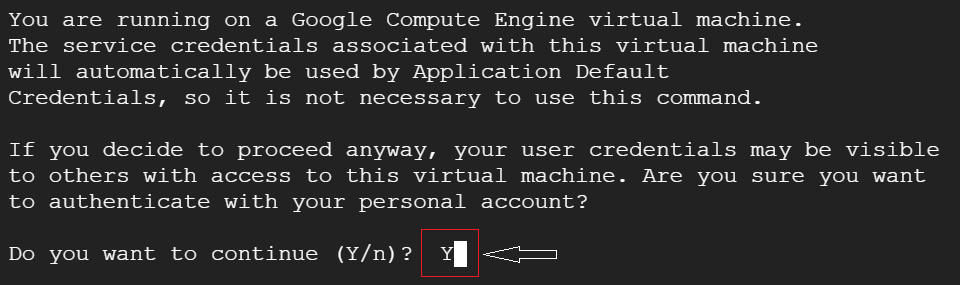 You are running on a Google Compute Engine virtual machine.
The service credentials associated with this virtual machine
will automatically be used by Application Default
Credentials, so it is not necessary to use this command.
If you decide to proceed anyway, your user credentials may be visible
to others with access to this virtual machine. Are you sure you want
to authenticate with your personal account?
Do you want to continue (Y/n)? Y